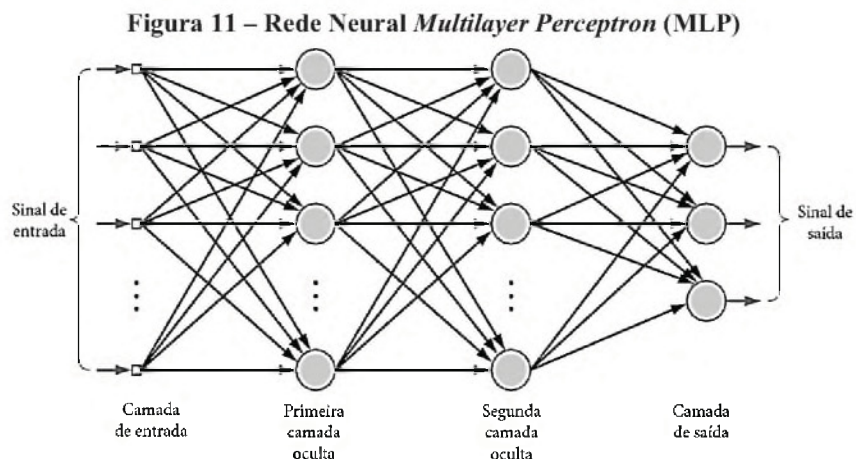 Figura 11 – Rede Neural Multilayer Perceptron (MLP)
Sinal de
entrada
Sinal de
saída
Camada
de entrada
Primeira
camada
oculta
Segunda
camada
oculta
Camada
de saída